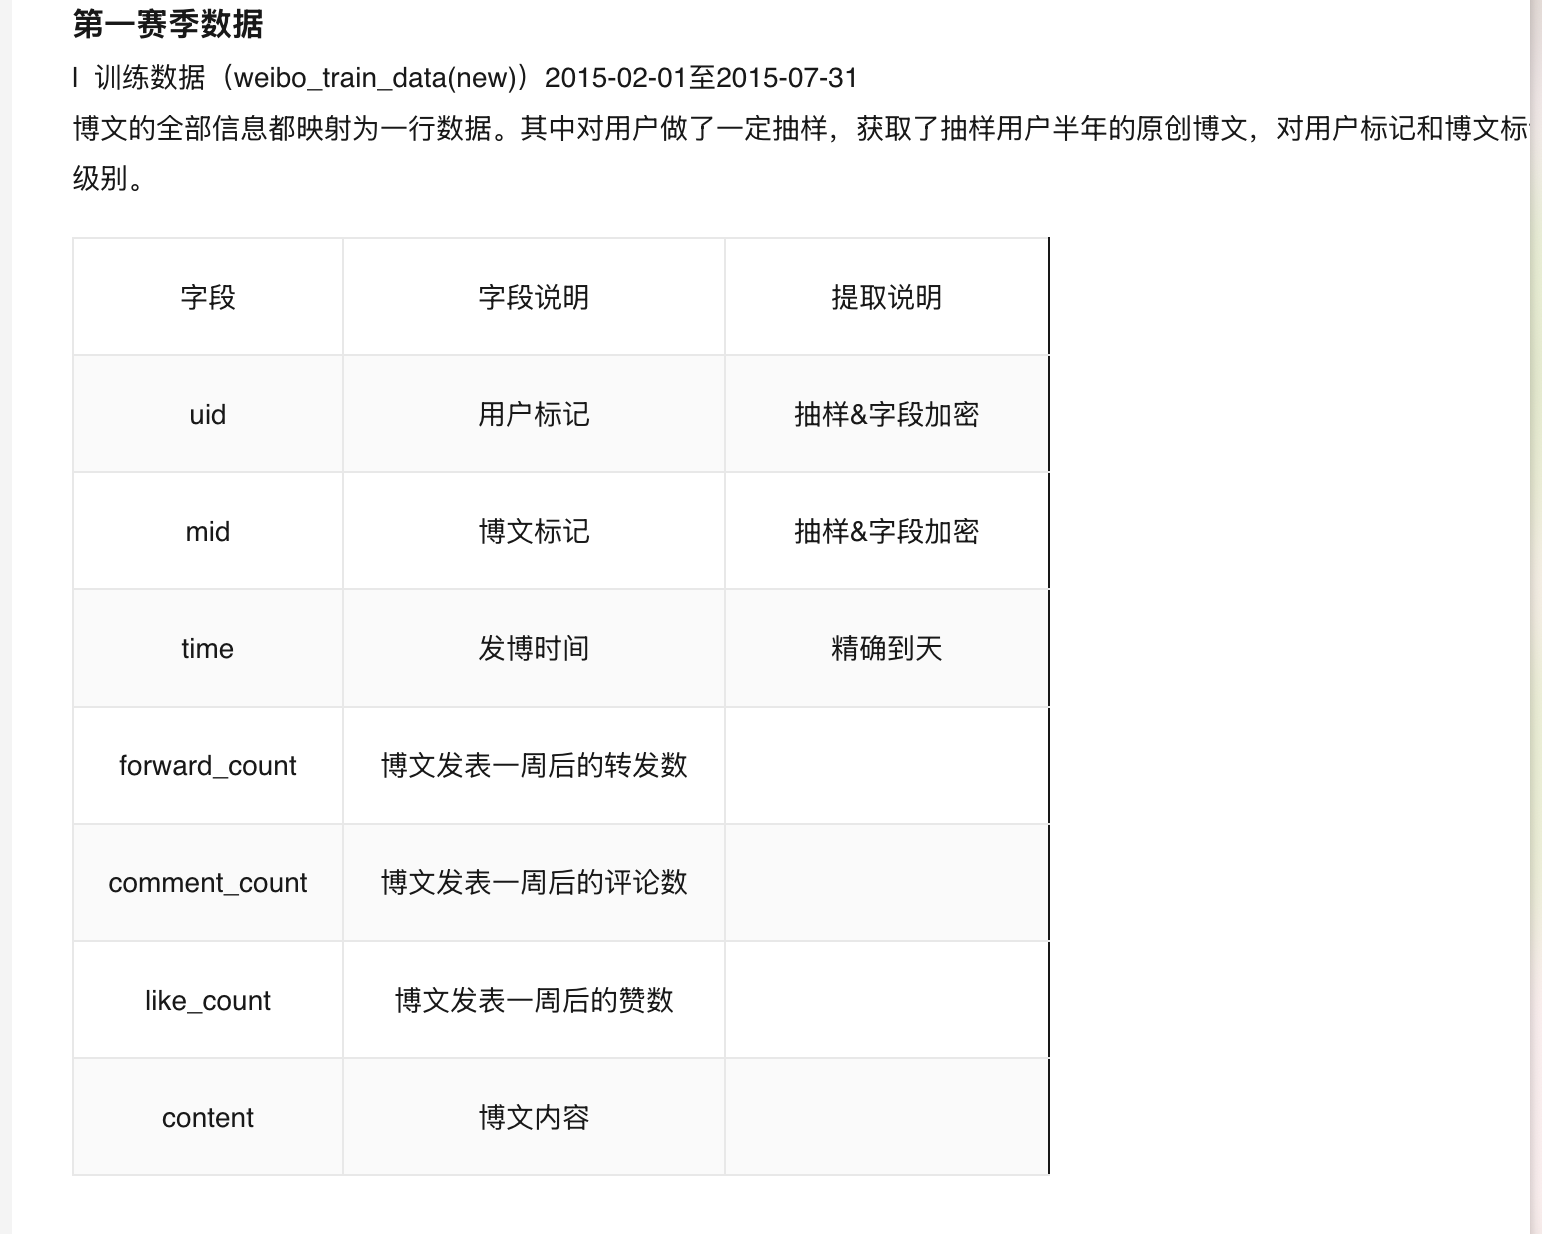 第一赛季数据
l 训练数据（weibo_train_data(new)）2015-02-01至2015-07-31
博文的全部信息都映射为一行数据。其中对用户做了一定抽样，获取了抽样用户半年的原创博文，对用户标记和博文标
级别。
字段 字段说明 提取说明
uid 用户标记 抽样&字段加密
mid 博文标记 抽样&字段加密
time 发博时间 精确到天
forward_count 博文发表一周后的转发数
comment_count 博文发表一周后的评论数
like_count 博文发表一周后的赞数
content 博文内容